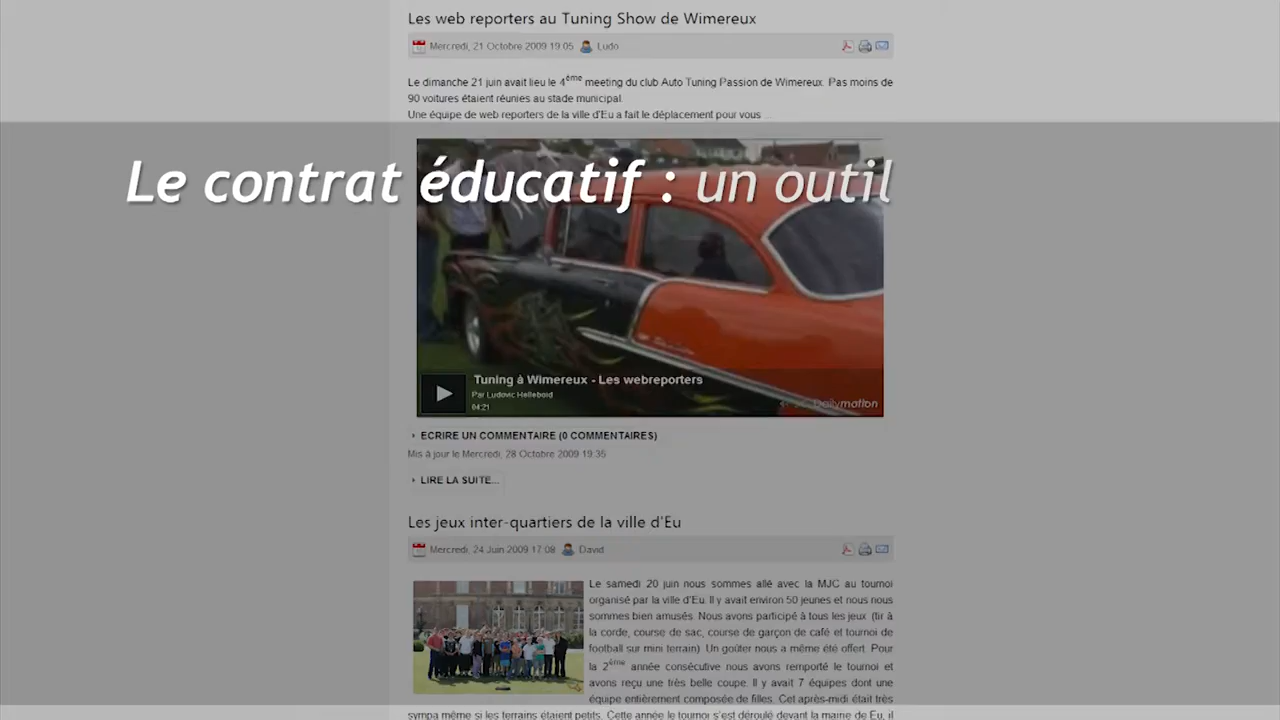 Les web reporters au Tuning Show de Wimereux
Mercredi, 21 Octobre 2009 19:05 Ludo
Le dimanche 21 juin avait lieu le 4ème meeting du club Auto Tuning Passion de Wimereux. Pas moins de
90 voitures étaient réunies au stade municipal.
Une équipe de web reporters de la ville d'Eu a fait le déplacement pour vous ...
Le contrat éducatif : un outil
Tuning à Wimereux - Les webreporters
Par Ludovic Helleboid
04:21
Dailymotion
ECRIRE UN COMMENTAIRE (0 COMMENTAIRES)
Mis à jour le Mercredi, 28 Octobre 2009 19:35
LIRE LA SUITE...
Les jeux inter-quartiers de la ville d'Eu
Mercredi, 24 Juin 2009 17:08 David
Le samedi 20 juin nous sommes allé avec la MJC au tournoi
organisé par la ville d'Eu. Il y avait environ 50 jeunes et nous nous
sommes bien amusés. Nous avons participé à tous les jeux (tir à
la corde, course de sac, course de garçon de café et tournoi de
football sur mini terrain). Un goûter nous a même été offert. Pour
la 2ème année consécutive nous avons remporté le tournoi et
avons reçu une très belle coupe. Il y avait 7 équipes dont une
équipe entièrement composée de filles. Cet après-midi était très
sympa même si les terrains étaient petits. Cette année le tournoi s'est déroulé devant la mairie de Eu, il